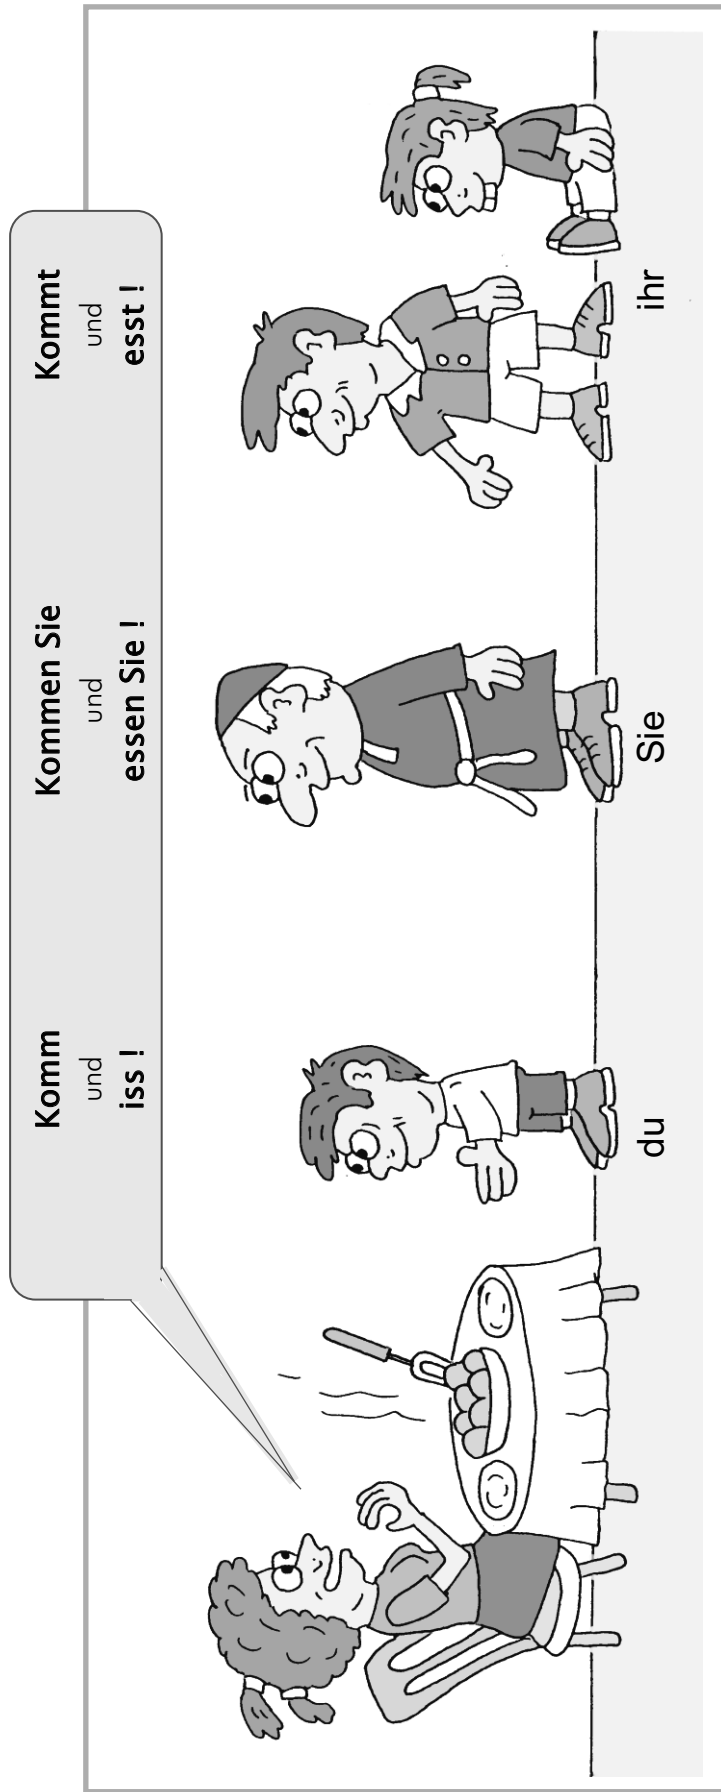 Komm
und
iss !
Kommen Sie
und
essen Sie !
Kommt
und
esst !
du
Sie
ihr